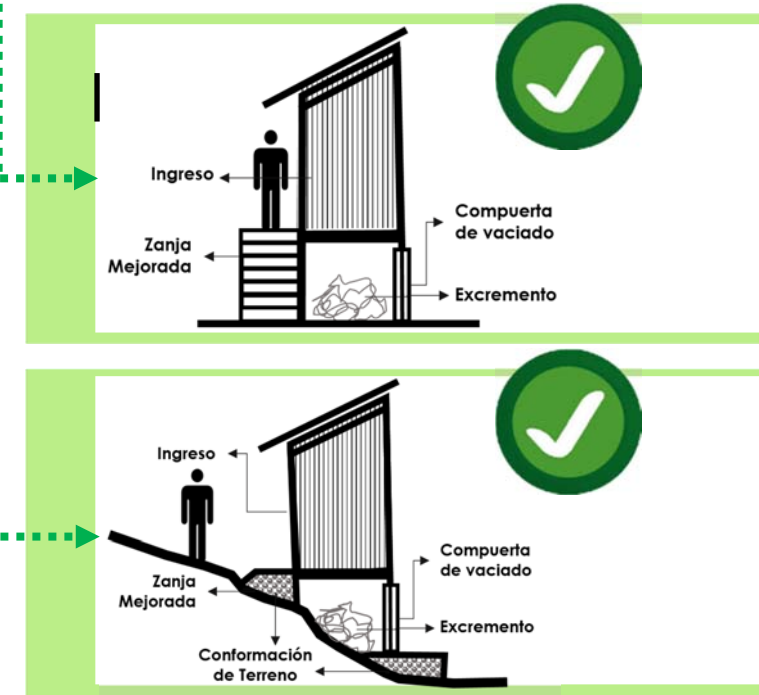 Ingreso
Zanja
Mejorada
Compuerta
de vaciado
Excremento
Ingreso
Zanja
Mejorada
Conformación
de Terreno
Compuerta
de vaciado
Excremento